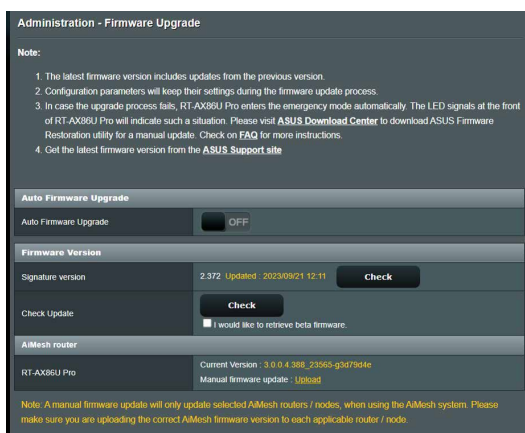 Administration - Firmware Upgrade
Note:
1. The latest firmware version includes updates from the previous version.
2. Configuration parameters will keep their settings during the firmware update process.
3. In case the upgrade process fails, RT-AX86U Pro enters the emergency mode automatically. The LED signals at the front
of RT-AX86U Pro will indicate such a situation. Please visit ASUS Download Center to download ASUS Firmware
Restoration utility for a manual update. Check on FAQ for more instructions.
4. Get the latest firmware version from the ASUS Support site
Auto Firmware Upgrade
Auto Firmware Upgrade OFF
Firmware Version
Signature version 2.372 Updated : 2023/09/21 12:11 Check
Check Update Check
I would like to retrieve beta firmware.
AiMesh router
RT-AX86U Pro Current Version : 3.0.0.4.388_23565-g3d79d4e
Manual firmware update : Upload
Note: A manual firmware update will only update selected AiMesh routers / nodes, when using the AiMesh system. Please
make sure you are uploading the correct AiMesh firmware version to each applicable router / node.